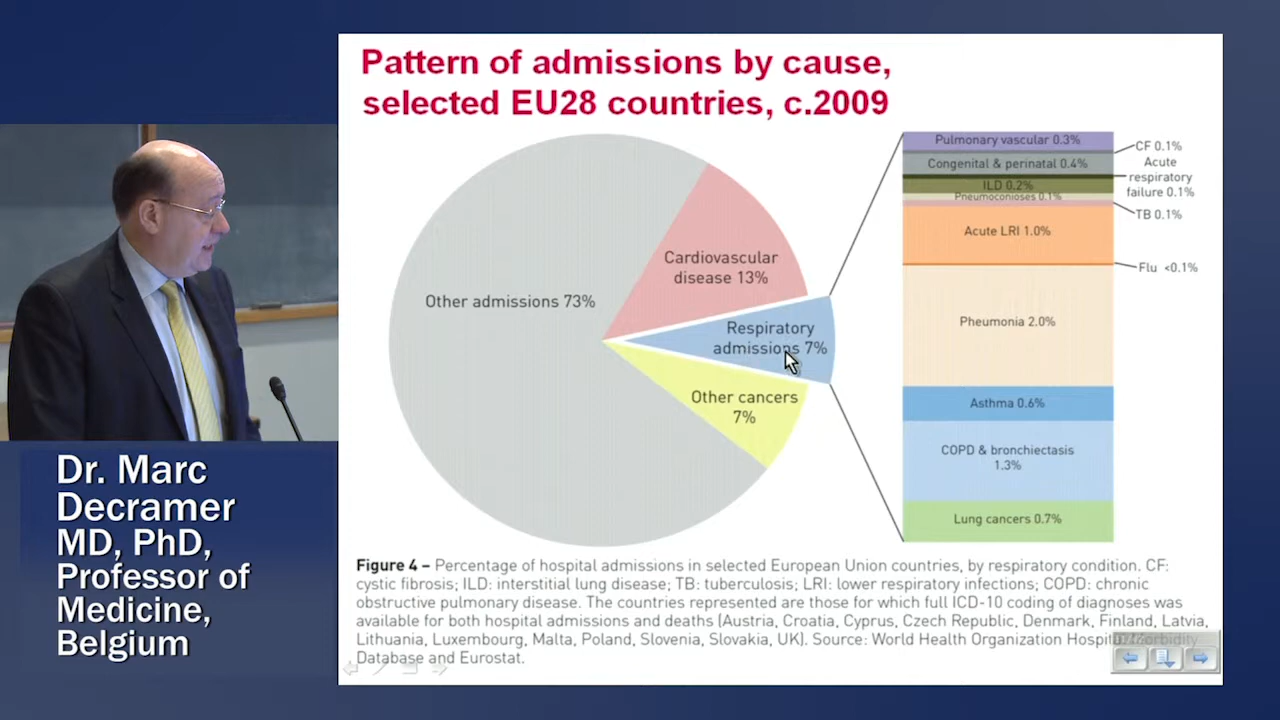 Pattern of admissions by cause,
selected EU28 countries, c.2009
Other admissions 73%
Cardiovascular
disease 13%
Respiratory
admissions 7%
Other cancers
7%
Pulmonary vascular 0.3%
CF 0.1%
Congenital & perinatal 0.4%
Acute
respiratory
failure 0.1%
ILD 0.2%
Pneumoconioses 0.1%
TB 0.1%
Acute LRI 1.0%
Flu <0.1%
Pheumonia 2.0%
Asthma 0.6%
COPD & bronchiectasis
1.3%
Lung cancers 0.7%
Figure 4 – Percentage of hospital admissions in selected European Union countries, by respiratory condition. CF:
cystic fibrosis; ILD: interstitial lung disease; TB: tuberculosis; LRI: lower respiratory infections; COPD: chronic
obstructive pulmonary disease. The countries represented are those for which full ICD-10 coding of diagnoses was
available for both hospital admissions and deaths (Austria, Croatia, Cyprus, Czech Republic, Denmark, Finland, Latvia,
Lithuania, Luxembourg, Malta, Poland, Slovenia, Slovakia, UK). Source: World Health Organization Hospital Morbidity
Database and Eurostat.
Dr. Marc
Decramer
MD, PhD,
Professor of
Medicine,
Belgium